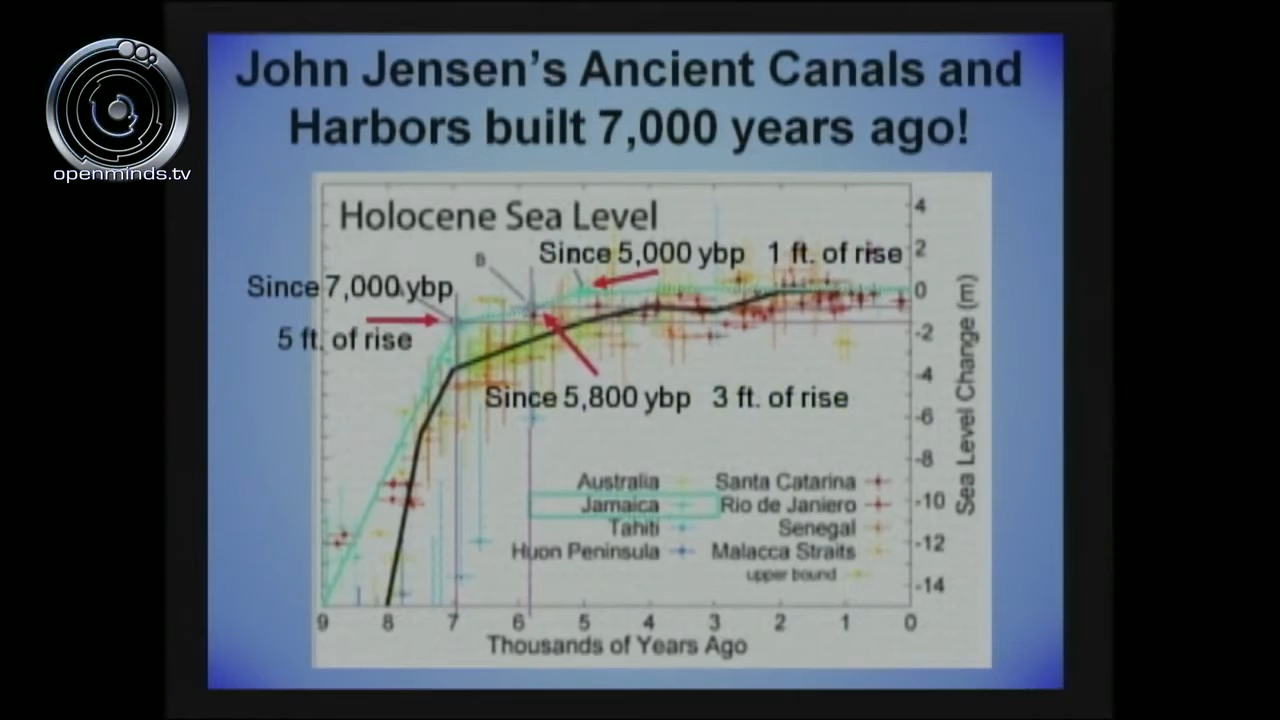 John Jensen's Ancient Canals and
Harbors built 7,000 years ago!
openminds.tv
Holocene Sea Level
Since 5,000 ybp 1 ft. of rise
B
Since 7,000 ybp
5 ft. of rise
Since 5,800 ybp 3 ft. of rise
4
2
0
-2
-4
-6
-8
-10
-12
-14
Sea Level Change (m)
Australia
Jamaica
Tahiti
Huon Peninsula
Santa Catarina
Rio de Janiero
Senegal
Malacca Straits
upper bound
9 8 7 6 5 4 3 2 1 0
Thousands of Years Ago